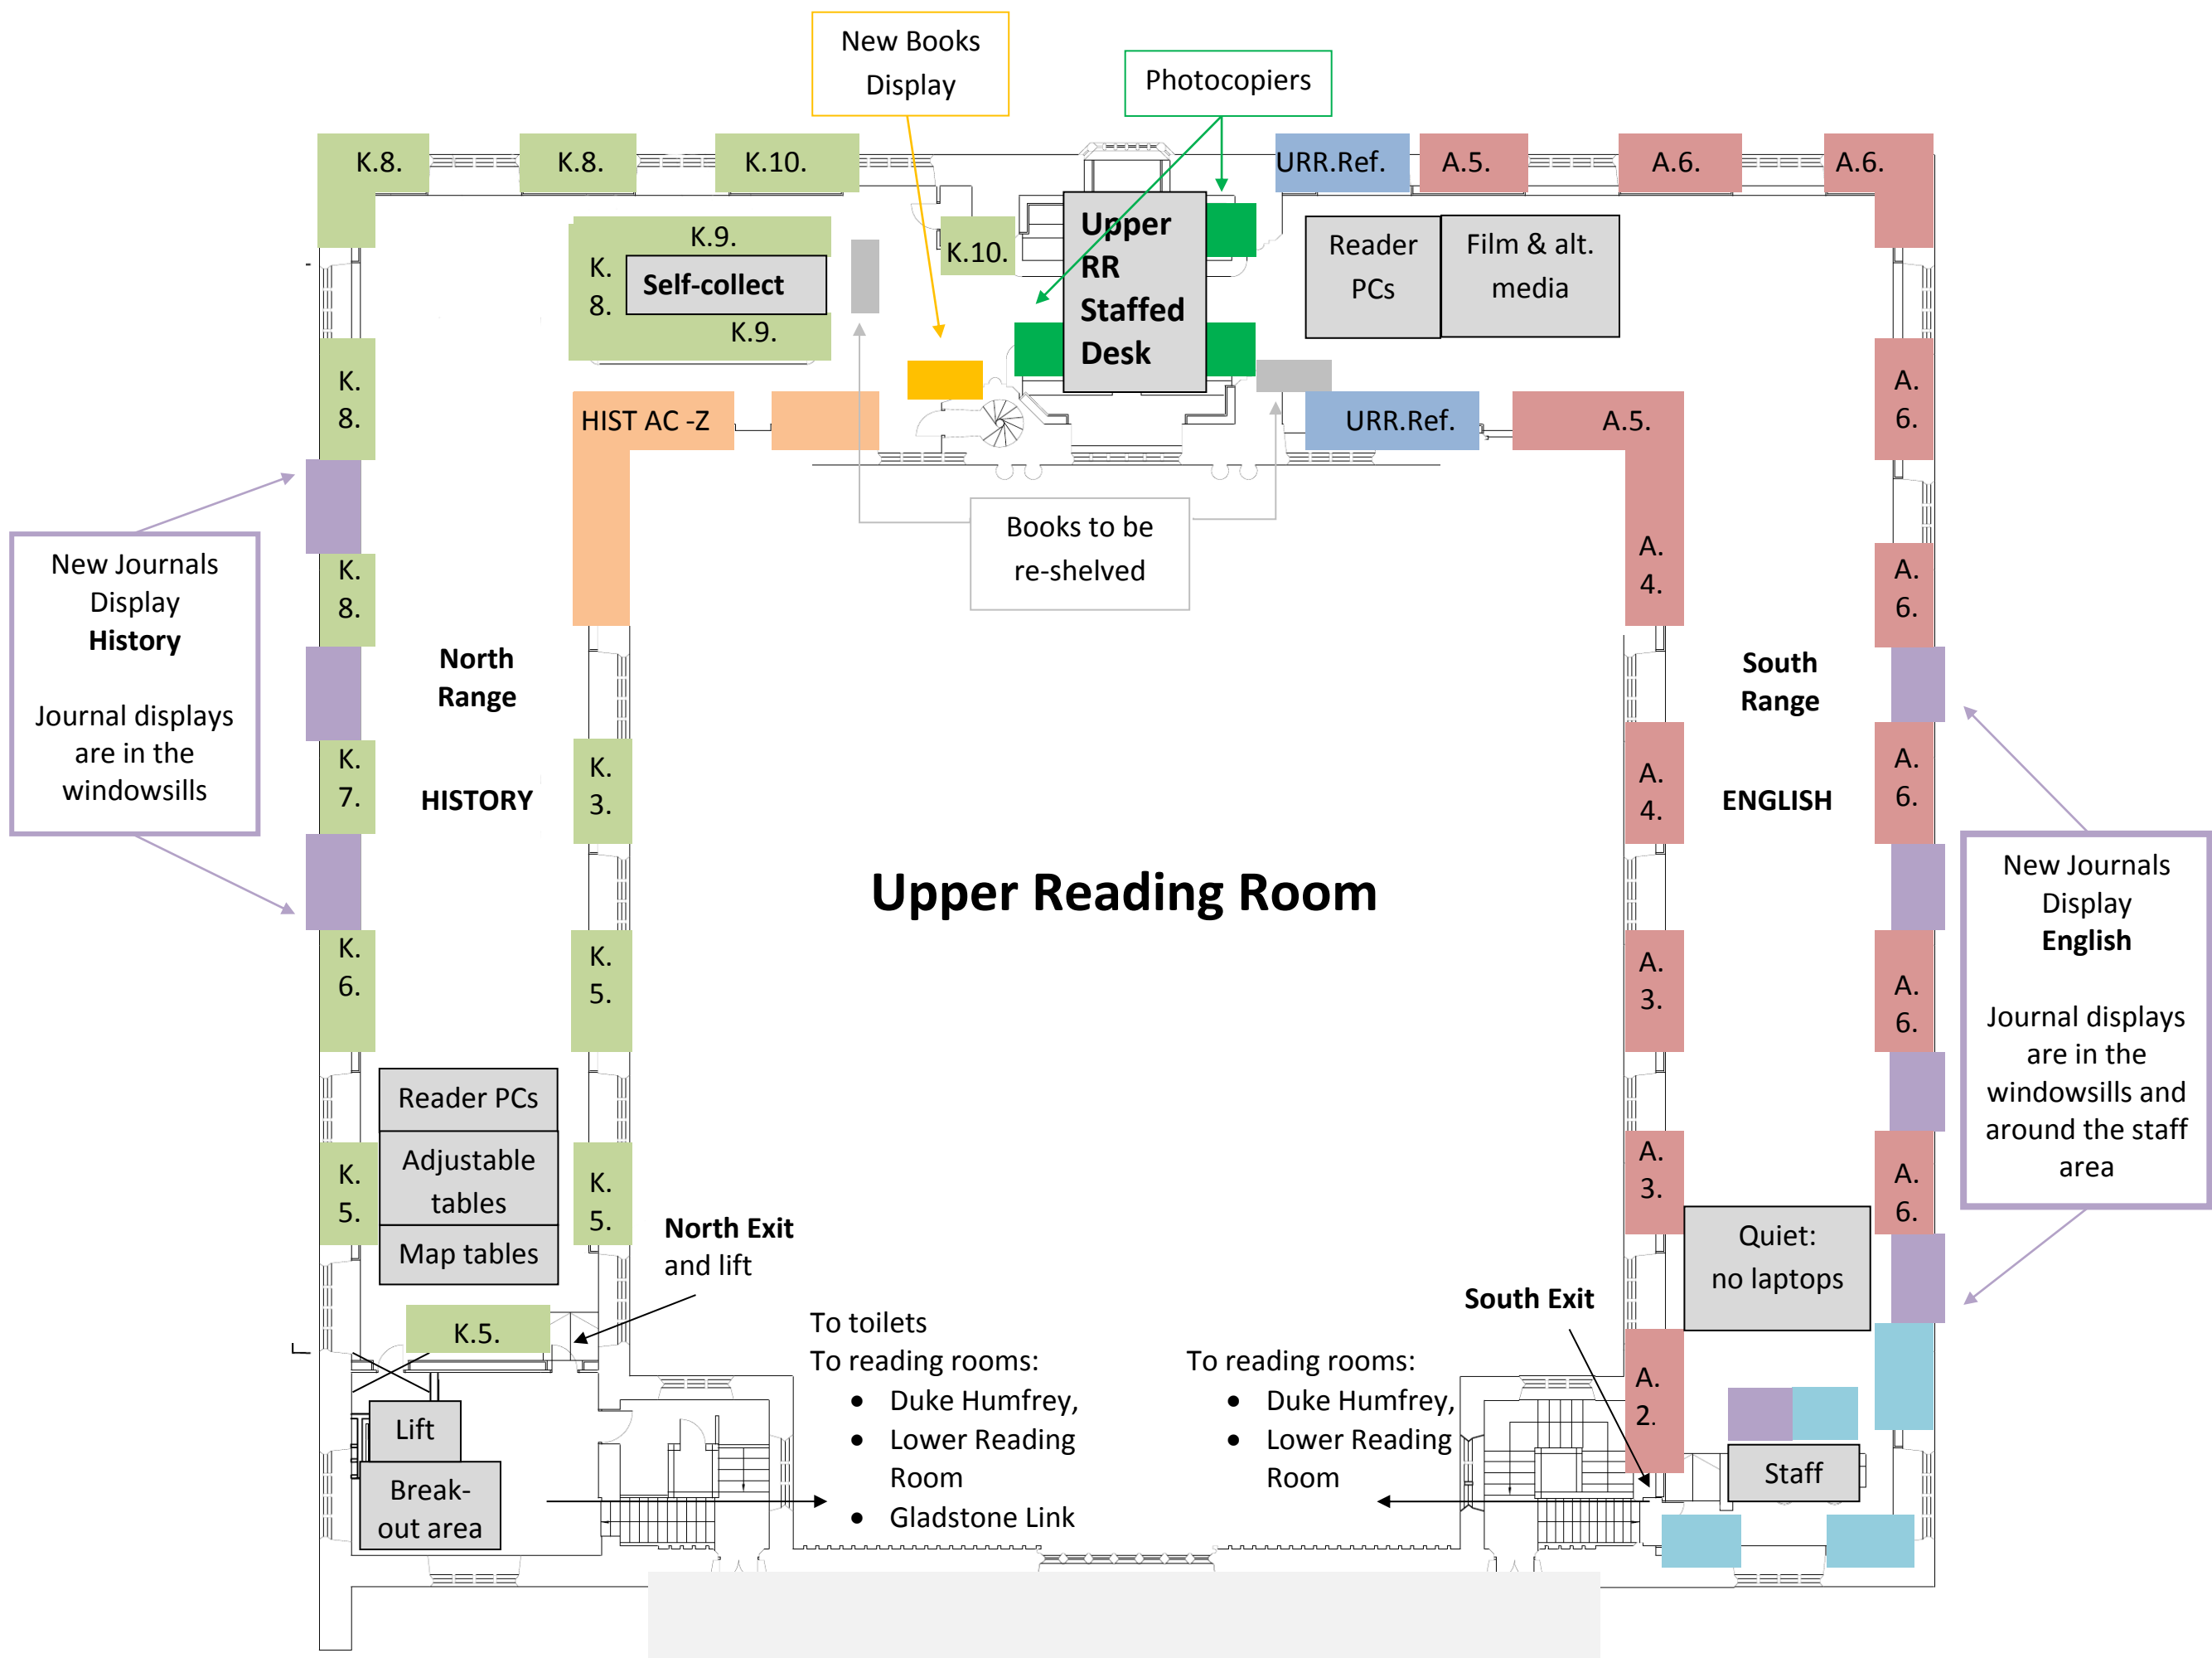 New Books
Display
Photocopiers
K.8.
K.8.
K.10.
URR.Ref.
A.5.
A.6.
A.6.
K.9.
K.
8.
Self-collect
K.9.
K.10.
Upper
RR
Staffed
Desk
Reader
PCs
Film & alt.
media
K.
8.
HIST AC -Z
URR.Ref.
A.5.
A.
6.
New Journals
Display
History
Journal displays
are in the
windowsills
K.
8.
Books to be
re-shelved
A.
4.
A.
6.
North
Range
South
Range
K.
7.
HISTORY
K.
3.
A.
4.
ENGLISH
A.
6.
Upper Reading Room
New Journals
Display
English
Journal displays
are in the
windowsills and
around the staff
area
K.
6.
K.
5.
A.
3.
A.
6.
Reader PCs
Adjustable
tables
Map tables
K.
5.
K.
5.
A.
3.
A.
6.
North Exit
and lift
Quiet:
no laptops
South Exit
K.5.
To toilets
To reading rooms:
• Duke Humfrey,
• Lower Reading
Room
• Gladstone Link
To reading rooms:
• Duke Humfrey,
• Lower Reading
Room
A.
2.
Lift
Break-
out area
Staff